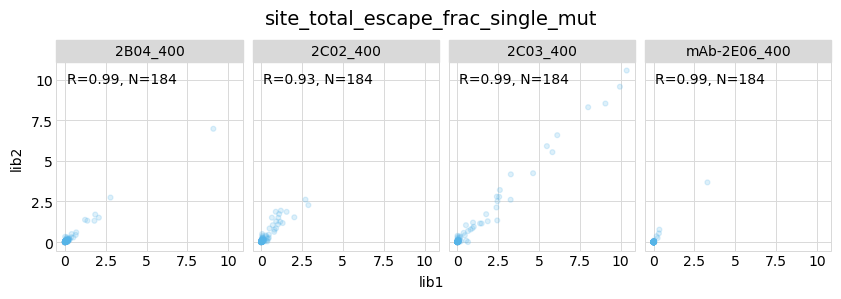 site_total_escape_frac_single_mut
2B04_400 2C02_400 2C03_400 mAb-2E06_400
R=0.99, N=184 R=0.93, N=184 R=0.99, N=184 R=0.99, N=184
10
7.5
5
2.5
0
lib2
0 2.5 5 7.5 10 0 2.5 5 7.5 10 0 2.5 5 7.5 10 0 2.5 5 7.5 10
lib1